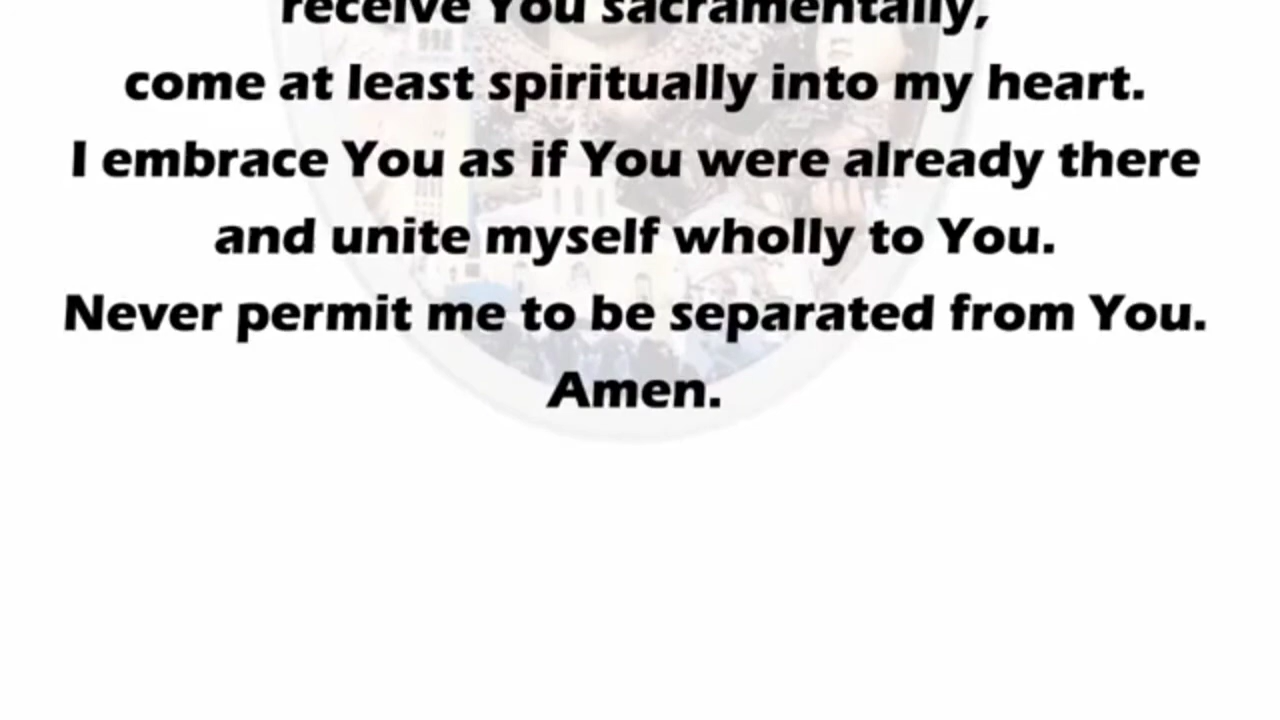 receive You sacramentally,
come at least spiritually into my heart.
I embrace You as if You were already there
and unite myself wholly to You.
Never permit me to be separated from You.
Amen.